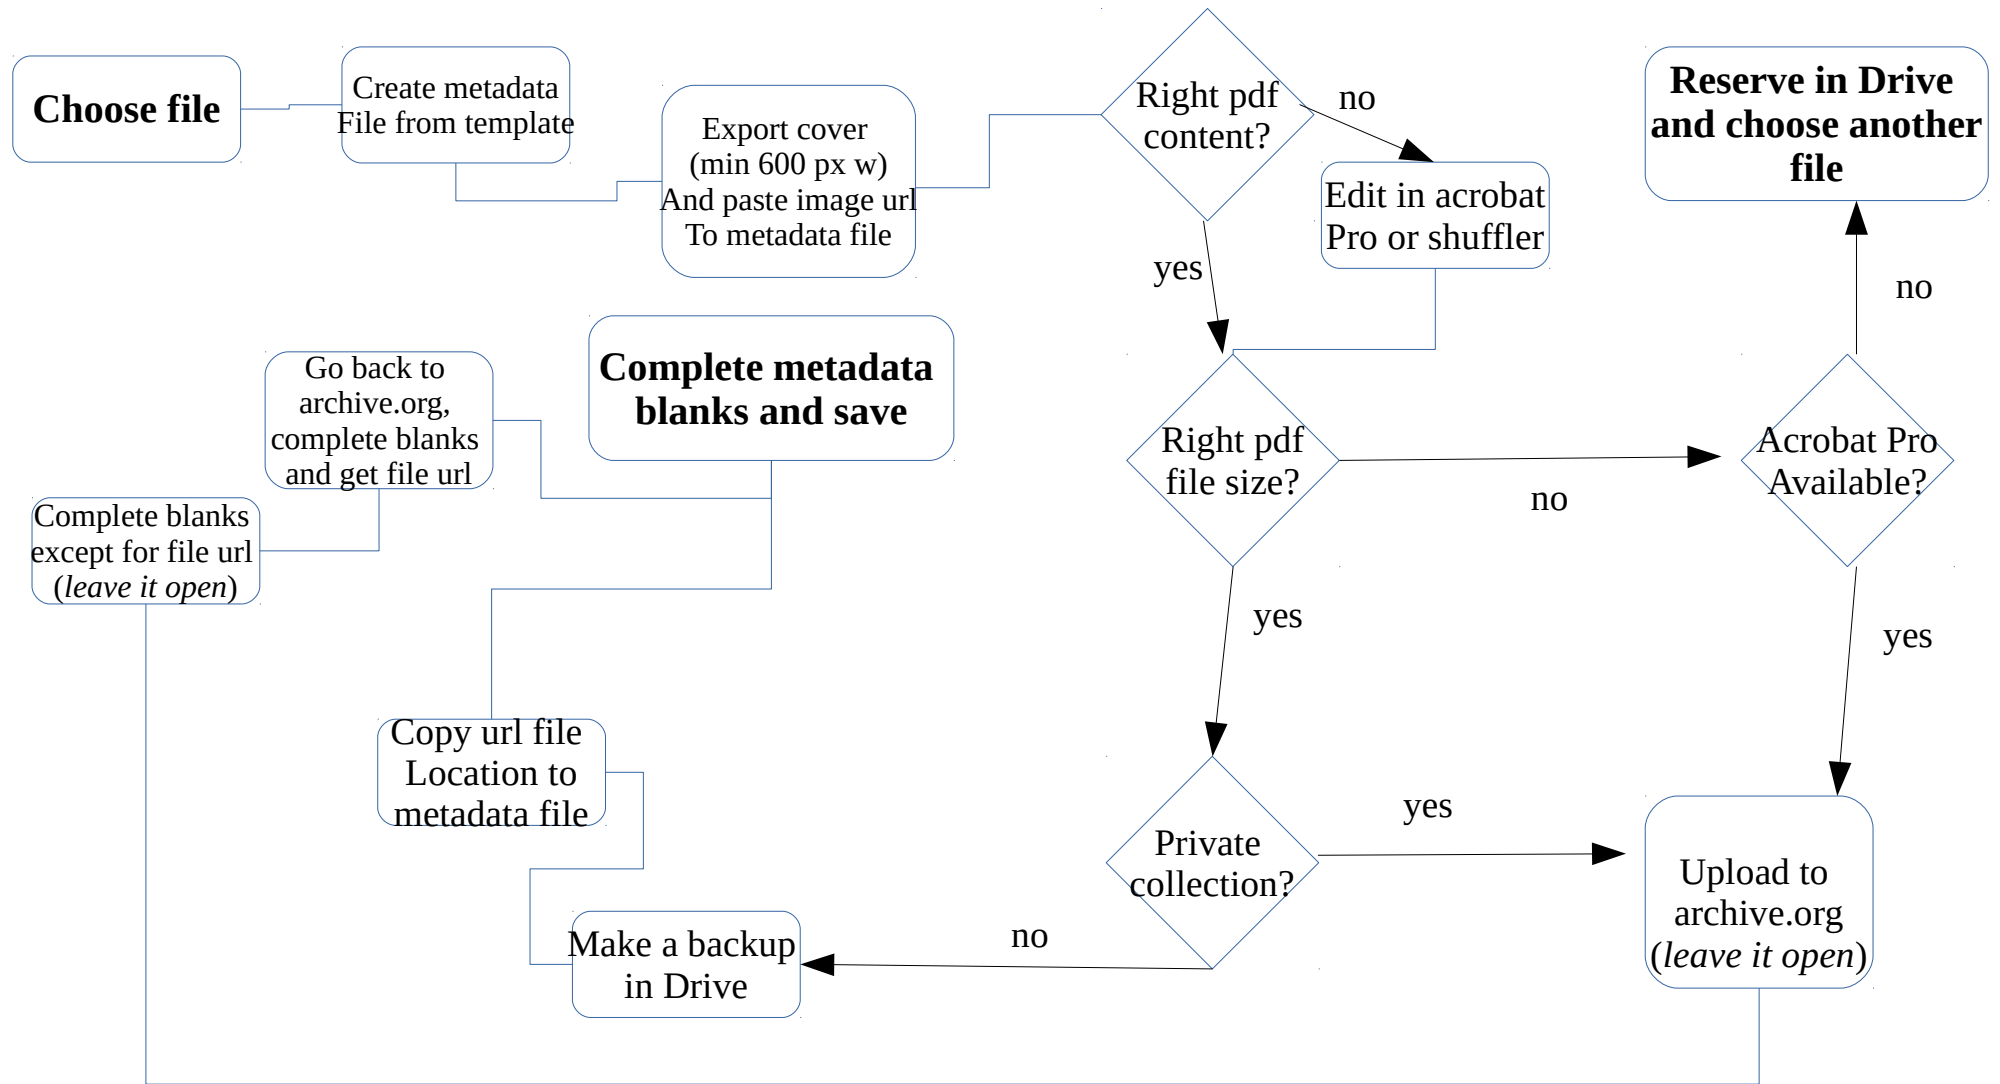 Choose file
Create metadata
File from template
Export cover
(min 600 px w)
And paste image url
To metadata file
Right pdf
content?
no
Edit in acrobat
Pro or shuffler
yes
Reserve in Drive
and choose another
file
no
Right pdf
file size?
no
Acrobat Pro
Available?
yes
yes
Private
collection?
yes
Upload to
archive.org
(leave it open)
no
Make a backup
in Drive
Copy url file
Location to
metadata file
Complete metadata
blanks and save
Go back to
archive.org,
complete blanks
and get file url
Complete blanks
except for file url
(leave it open)